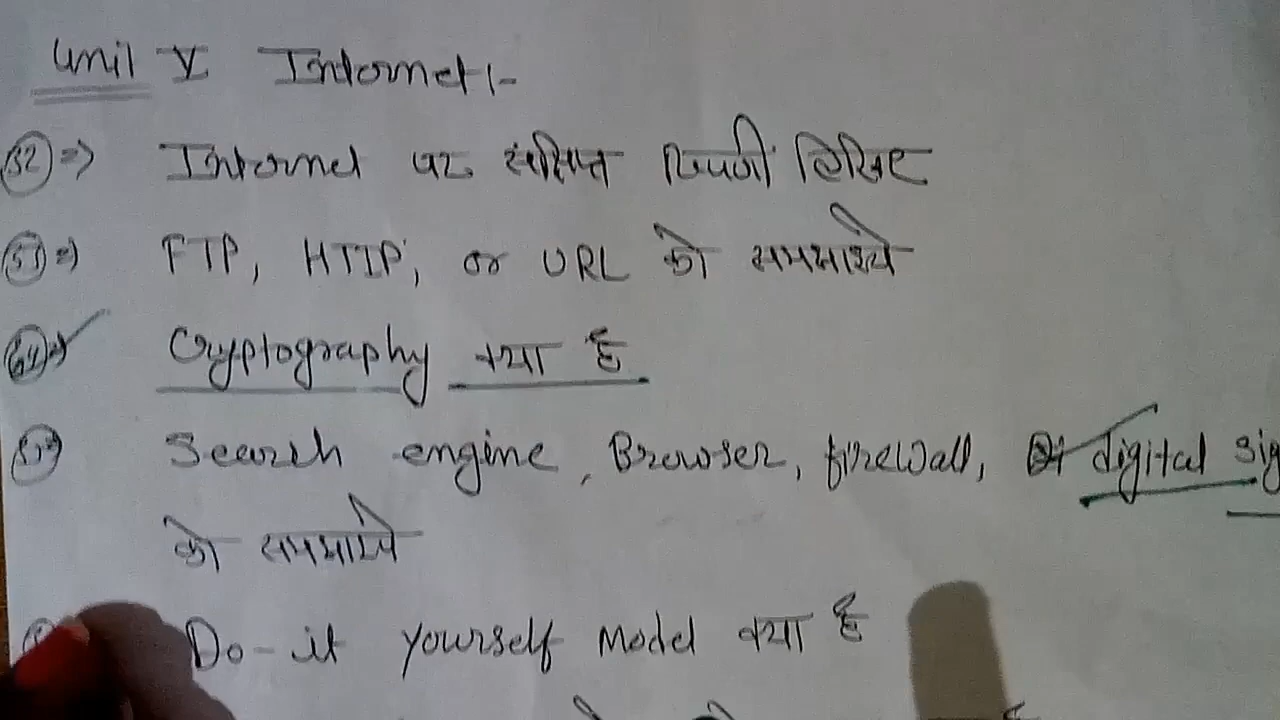 Unit V Internet :-
52 => Internet पर संक्षिप्त टिप्पणी लिखिए
53 => FTP, HTTP, or URL को समझाइये
54 => Cryptography क्या है
Search engine, Browser, firewall, digital sig
को समझाइये
Do-it yourself Model क्या है